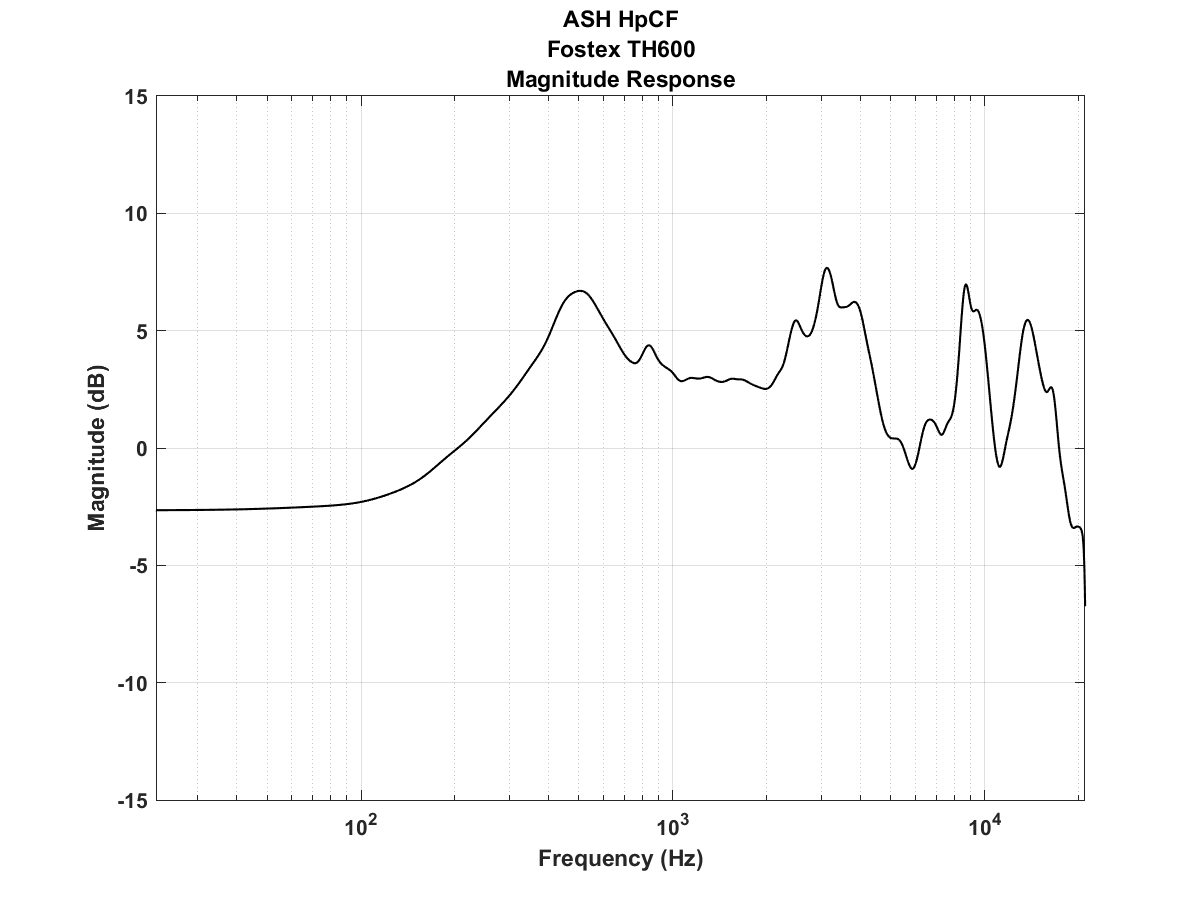 ASH HpCF
Fostex TH600
Magnitude Response
15
10
5
0
-5
-10
-15
Magnitude (dB)
10² 10³ 10⁴
Frequency (Hz)